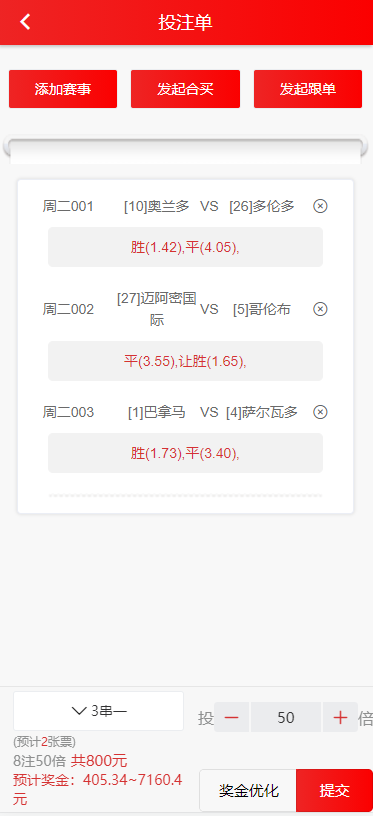 投注单
添加赛事 发起合买 发起跟单
周二001 [10]奥兰多 VS [26]多伦多
胜(1.42),平(4.05),
周二002 [27]迈阿密国际 VS [5]哥伦布
平(3.55),让胜(1.65),
周二003 [1]巴拿马 VS [4]萨尔瓦多
胜(1.73),平(3.40),
3串一 投 50 倍
(预计2张票)
8注50倍 共800元
预计奖金：405.34~7160.4
元
奖金优化 提交